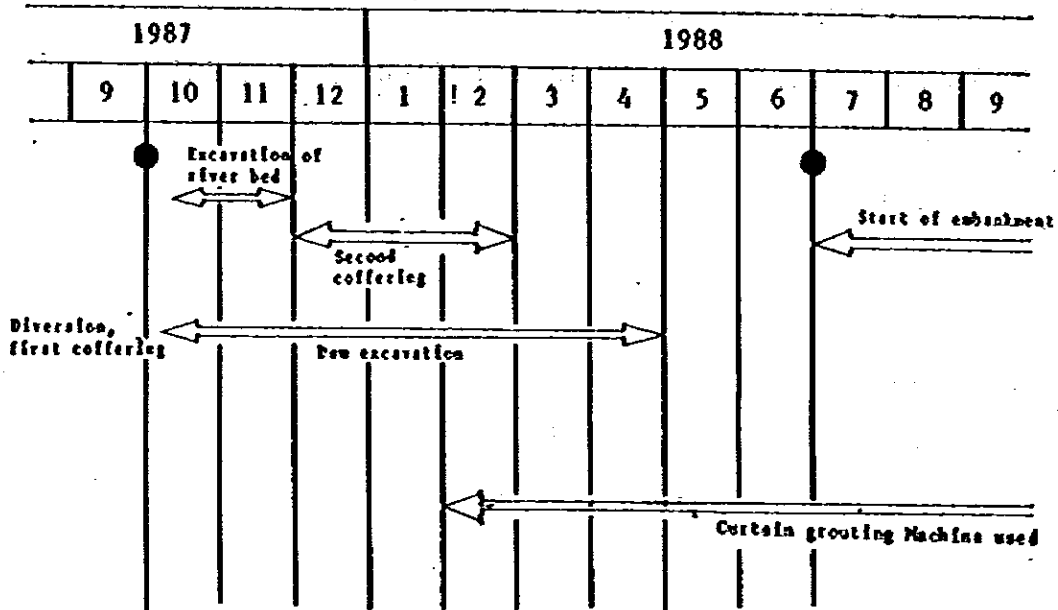 1987 1988
9 10 11 12 1 ! 2 3 4 5 6 7 8 9
Excavation of
river bed
Start of embankment
Second
coffering
Diversion,
first coffering
Dam excavation
Curtain grouting Machine used